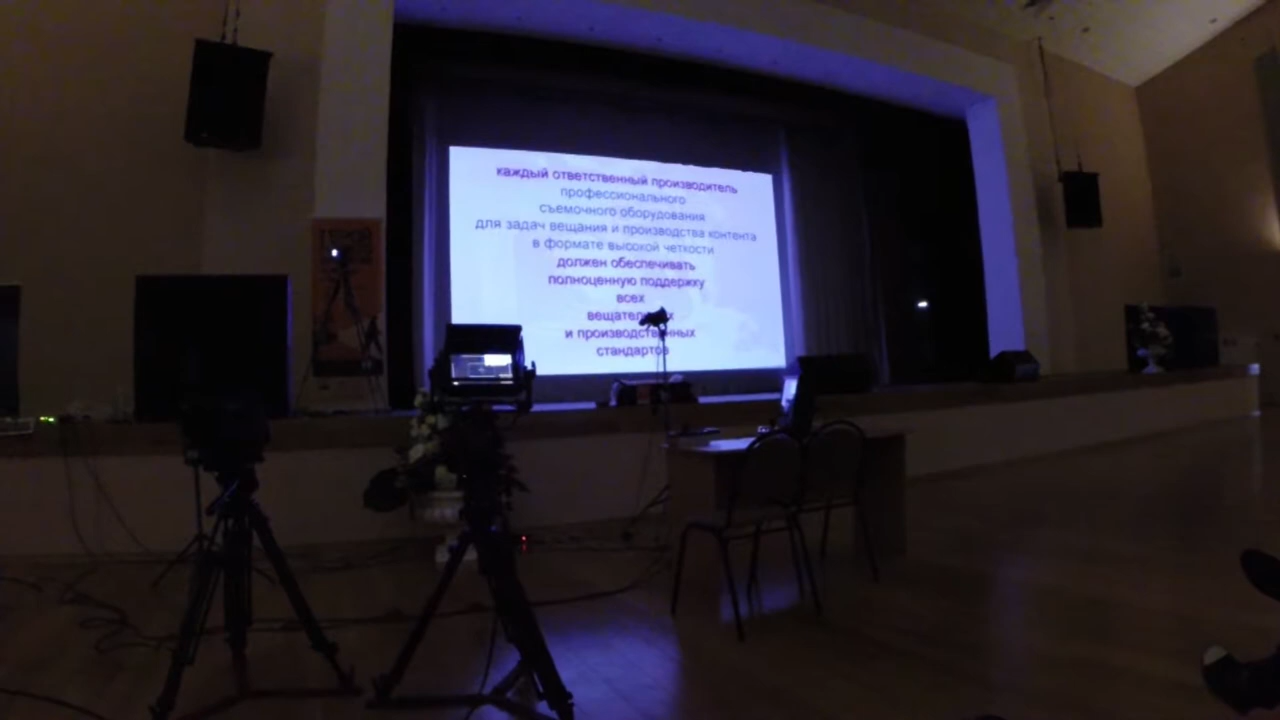 каждый ответственный производитель
профессионального
съемочного оборудования
для задач вещания и производства контента
в формате высокой четкости
должен обеспечивать
полноценную поддержку
всех
вещательных
и производственных
стандартов